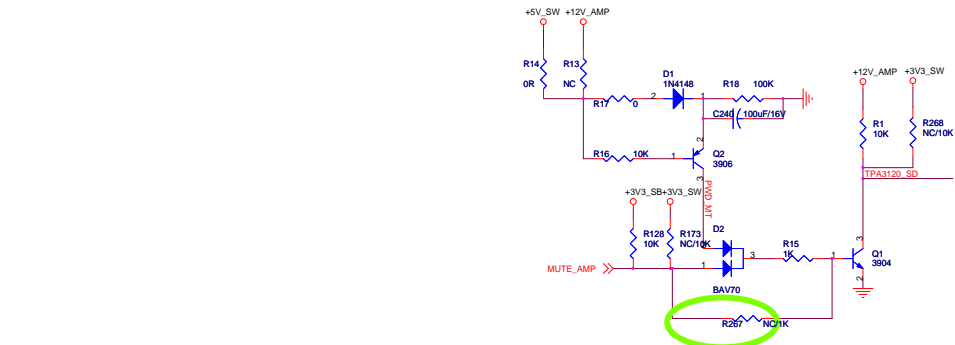 +5V_SW +12V_AMP
R14
0R
R13
NC
D1
1N4148
R18 100K
2 1
R17 0
C240 100uF/16V
+12V_AMP +3V3_SW
R1
10K
R268
NC/10K
2
R16 10K 1
Q2
3906
3
PWD_MT
TPA3120_SD
+3V3_SB +3V3_SW
R128
10K
R173
NC/10K
D2
3
R15
1K
3
1
Q1
3904
2
MUTE_AMP
1
BAV70
R267 NC/1K